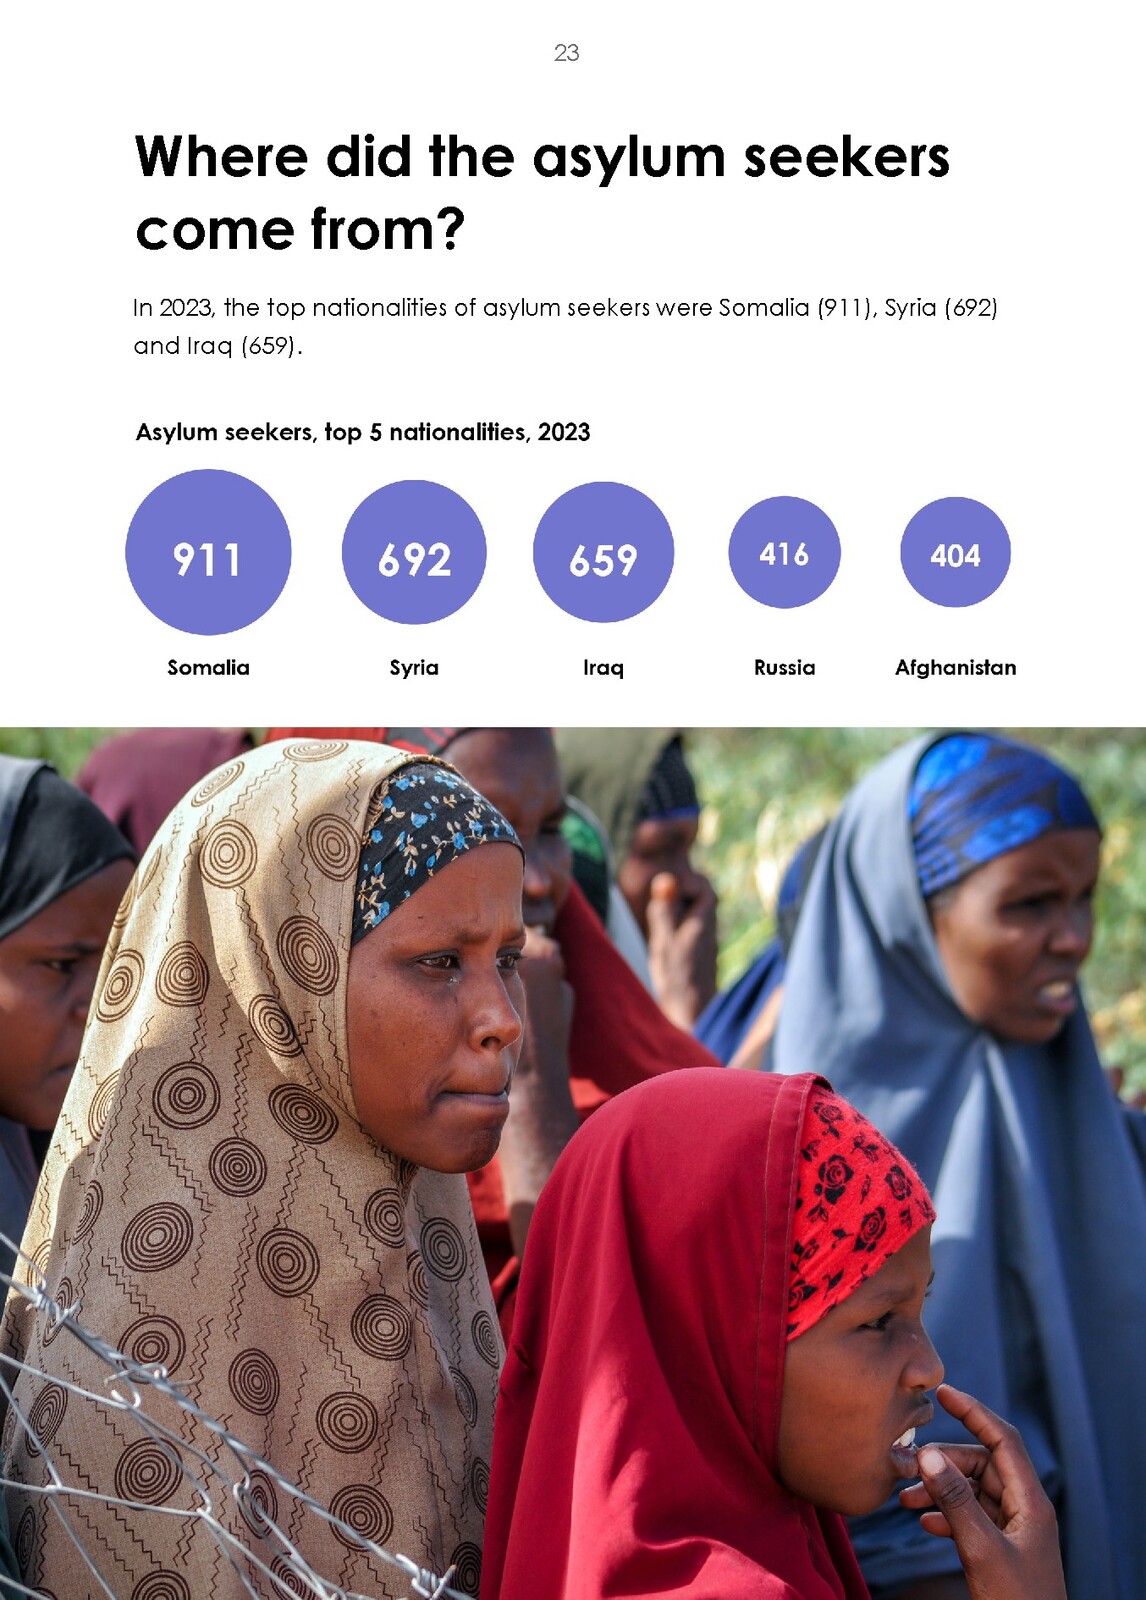 23
Where did the asylum seekers
come from?
In 2023, the top nationalities of asylum seekers were Somalia (911), Syria (692)
and Iraq (659).
Asylum seekers, top 5 nationalities, 2023
911 692 659 416 404
Somalia Syria Iraq Russia Afghanistan